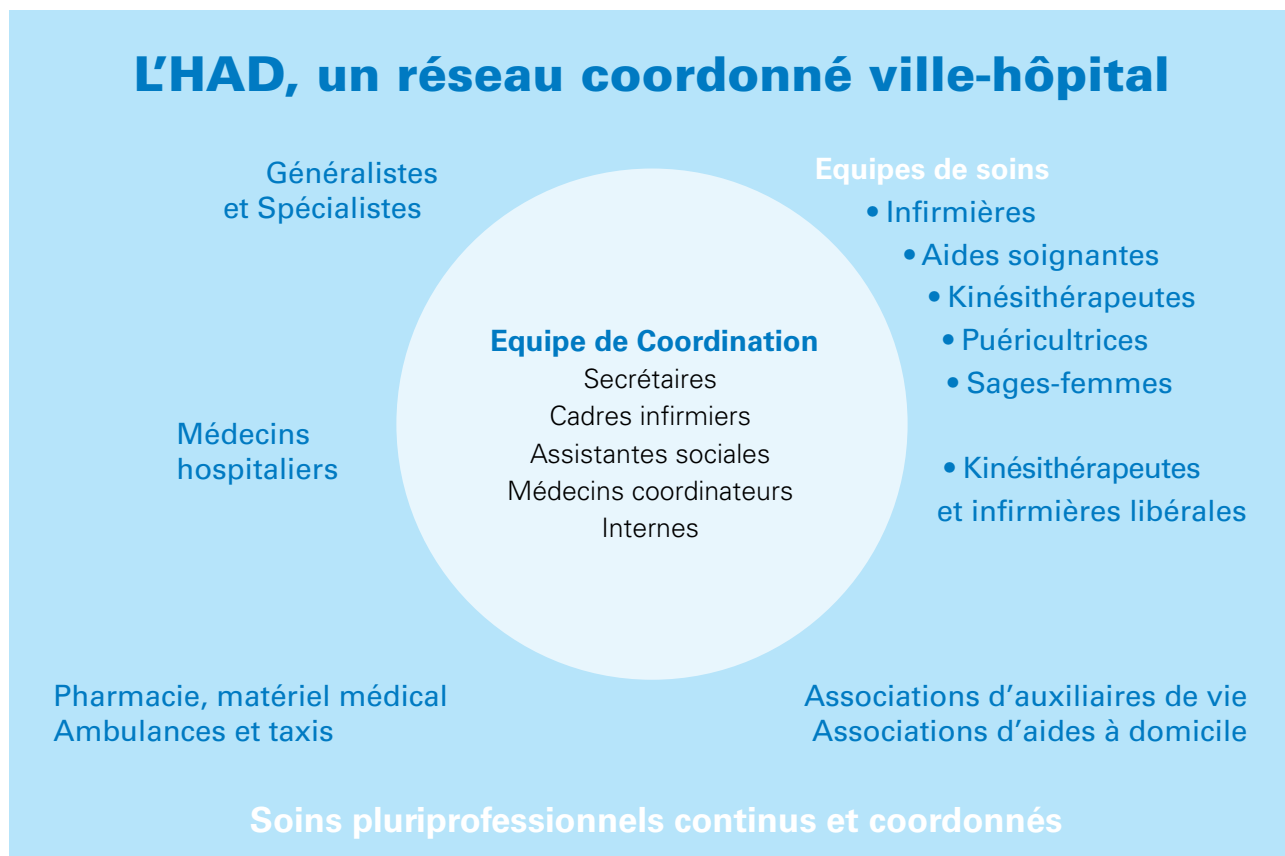 L'HAD, un réseau coordonné ville-hôpital
Généralistes
et Spécialistes
Médecins
hospitaliers
Pharmacie, matériel médical
Ambulances et taxis
Equipe de Coordination
Secrétaires
Cadres infirmiers
Assistantes sociales
Médecins coordinateurs
Internes
Equipes de soins
• Infirmières
• Aides soignantes
• Kinésithérapeutes
• Puéricultrices
• Sages-femmes
• Kinésithérapeutes
et infirmières libérales
Associations d'auxiliaires de vie
Associations d'aides à domicile
Soins pluriprofessionnels continus et coordonnés